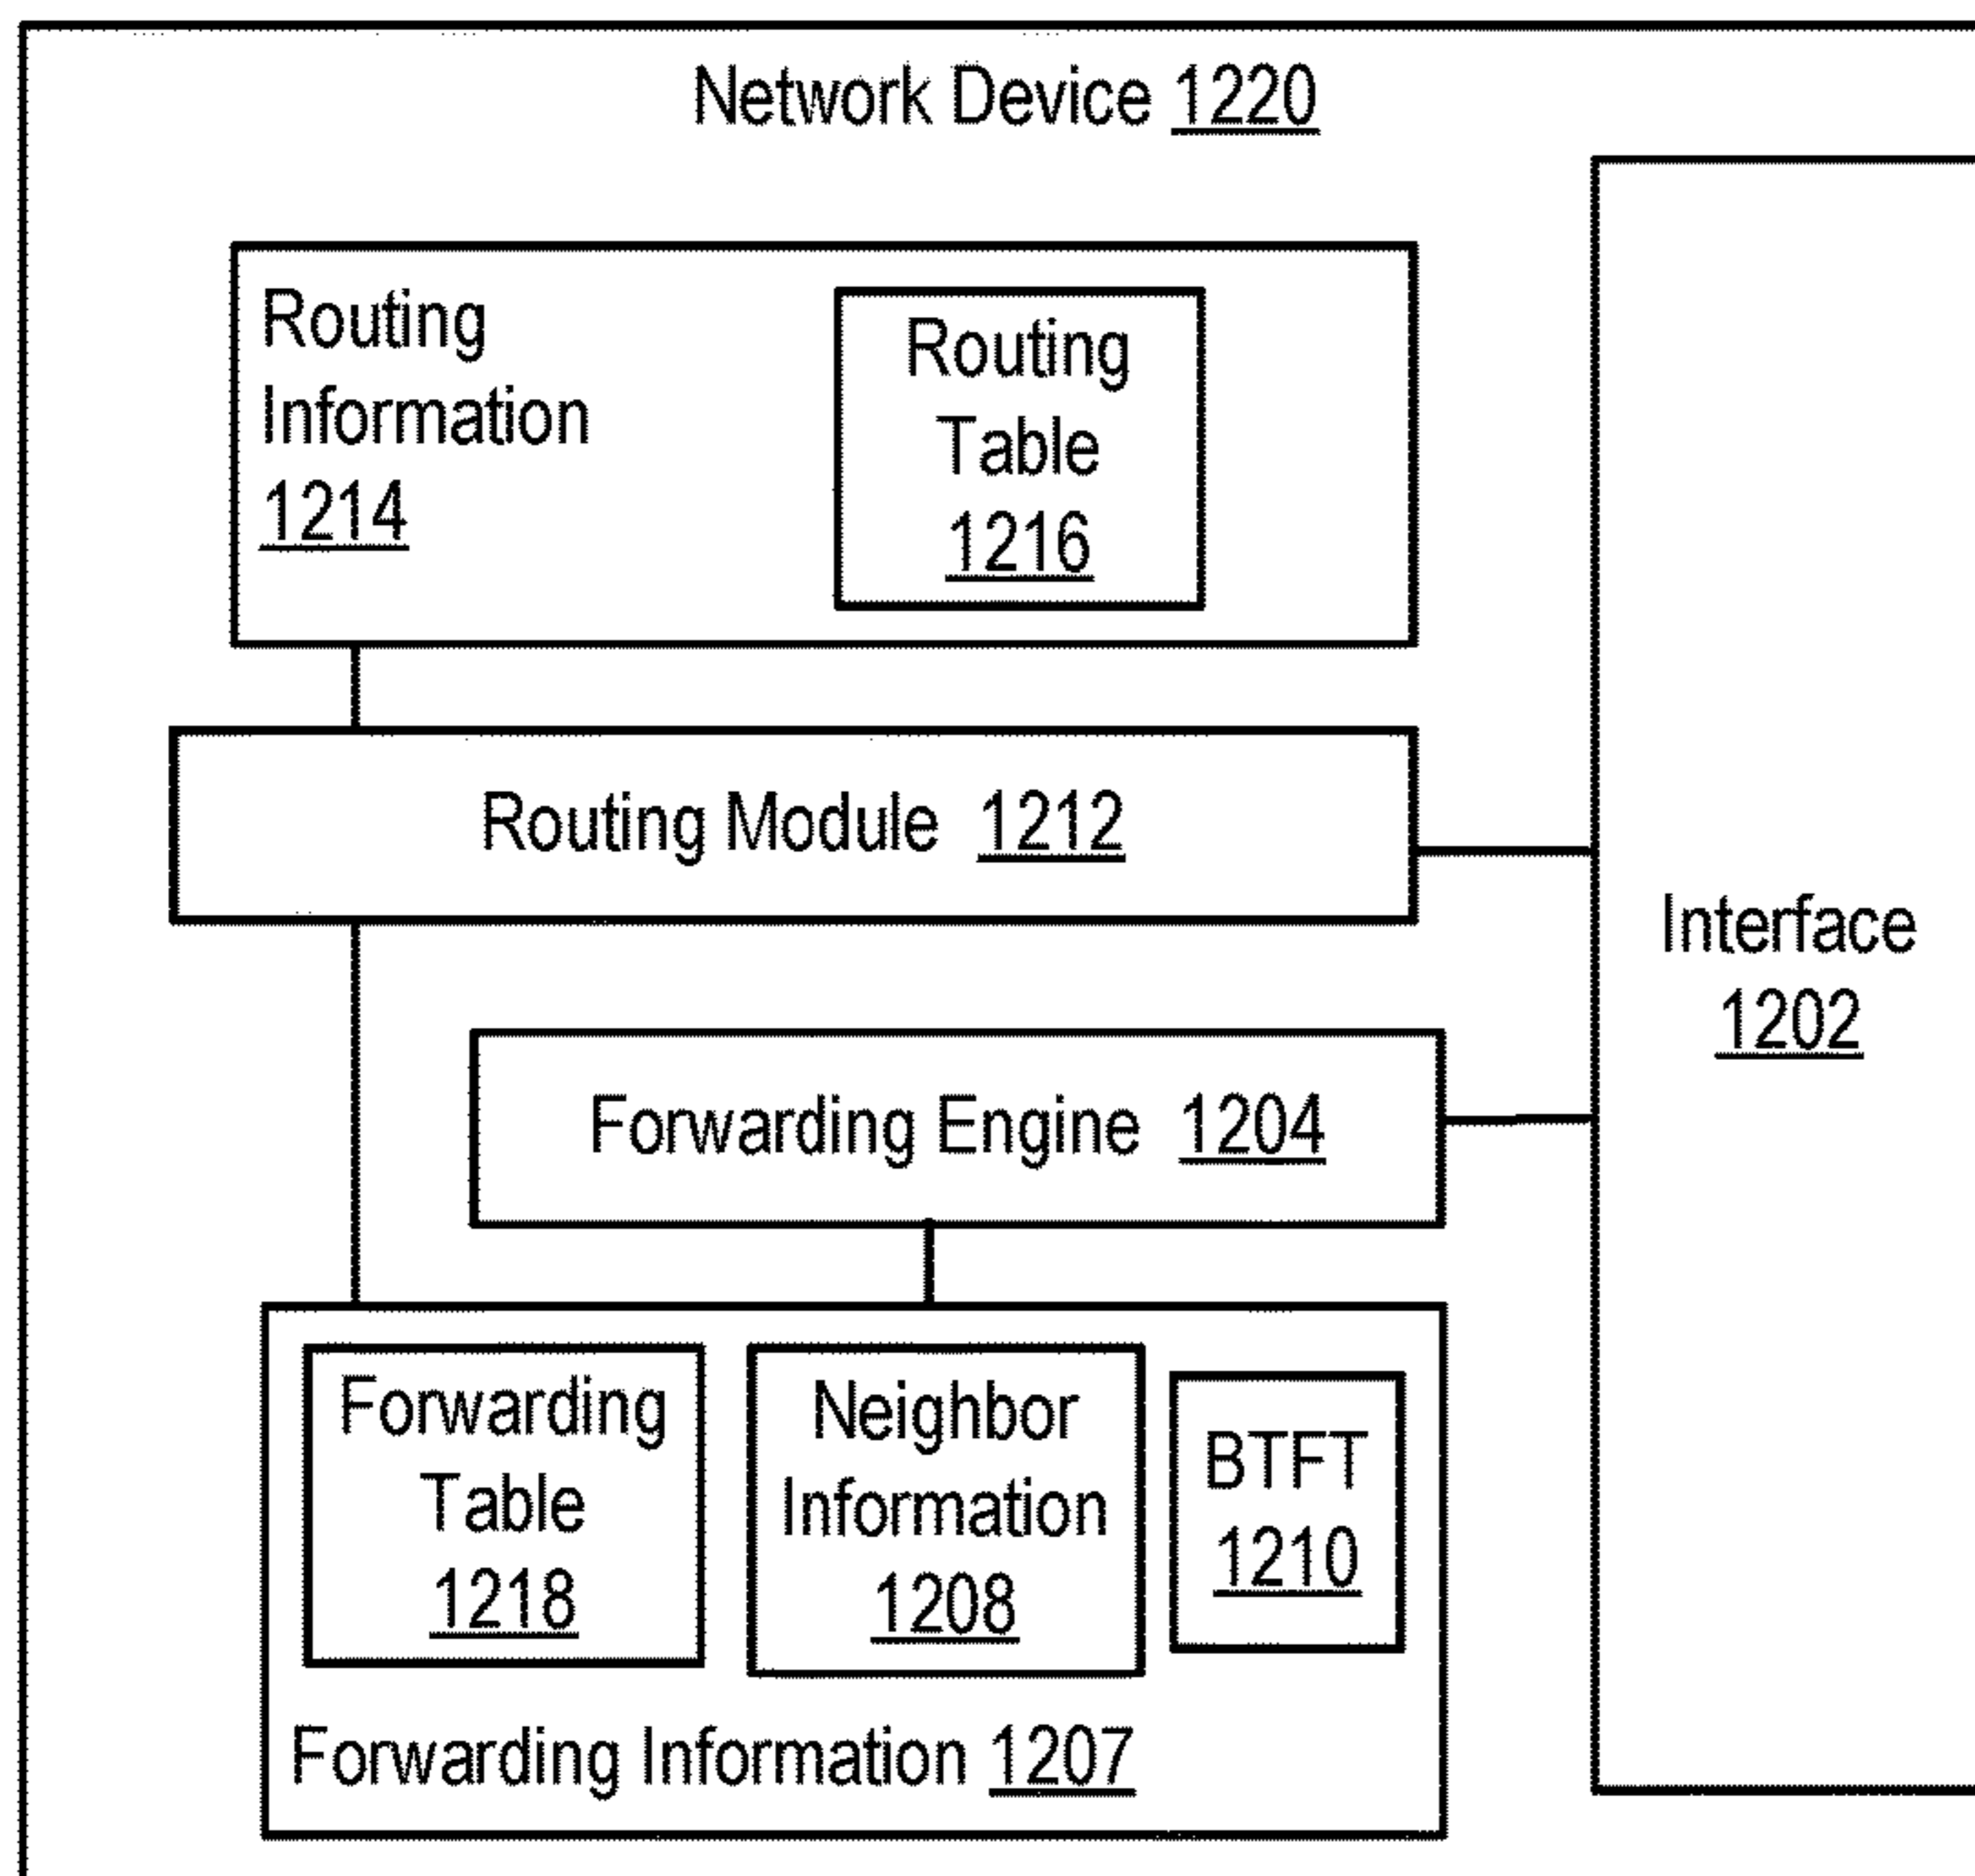 Network Device 1220
Routing
Information
1214
Routing
Table
1216
Routing Module 1212
Interface
1202
Forwarding Engine 1204
Forwarding
Table
1218
Neighbor
Information
1208
BTFT
1210
Forwarding Information 1207